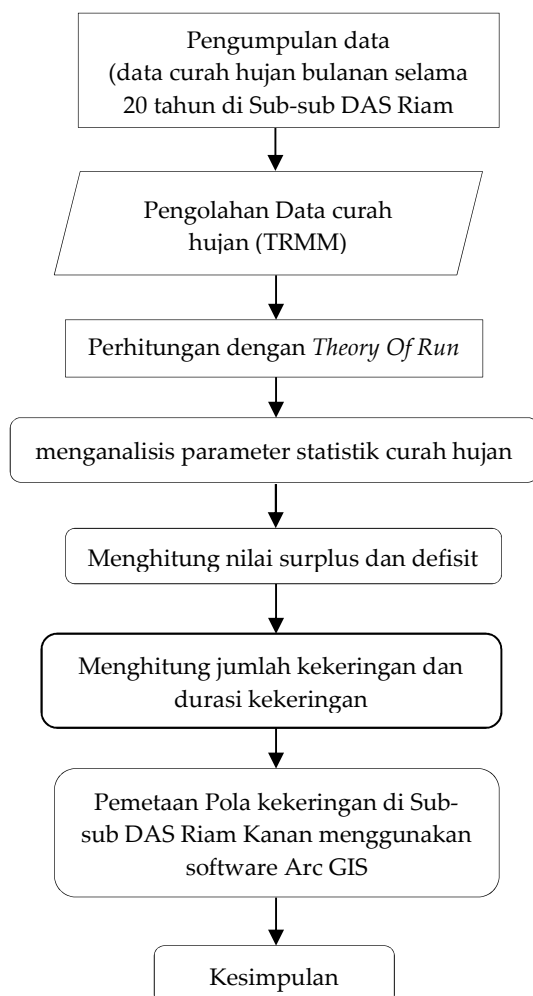 Pengumpulan data
(data curah hujan bulanan selama
20 tahun di Sub-sub DAS Riam
Pengolahan Data curah
hujan (TRMM)
Perhitungan dengan Theory Of Run
menganalisis parameter statistik curah hujan
Menghitung nilai surplus dan defisit
Menghitung jumlah kekeringan dan
durasi kekeringan
Pemetaan Pola kekeringan di Sub-
sub DAS Riam Kanan menggunakan
software Arc GIS
Kesimpulan